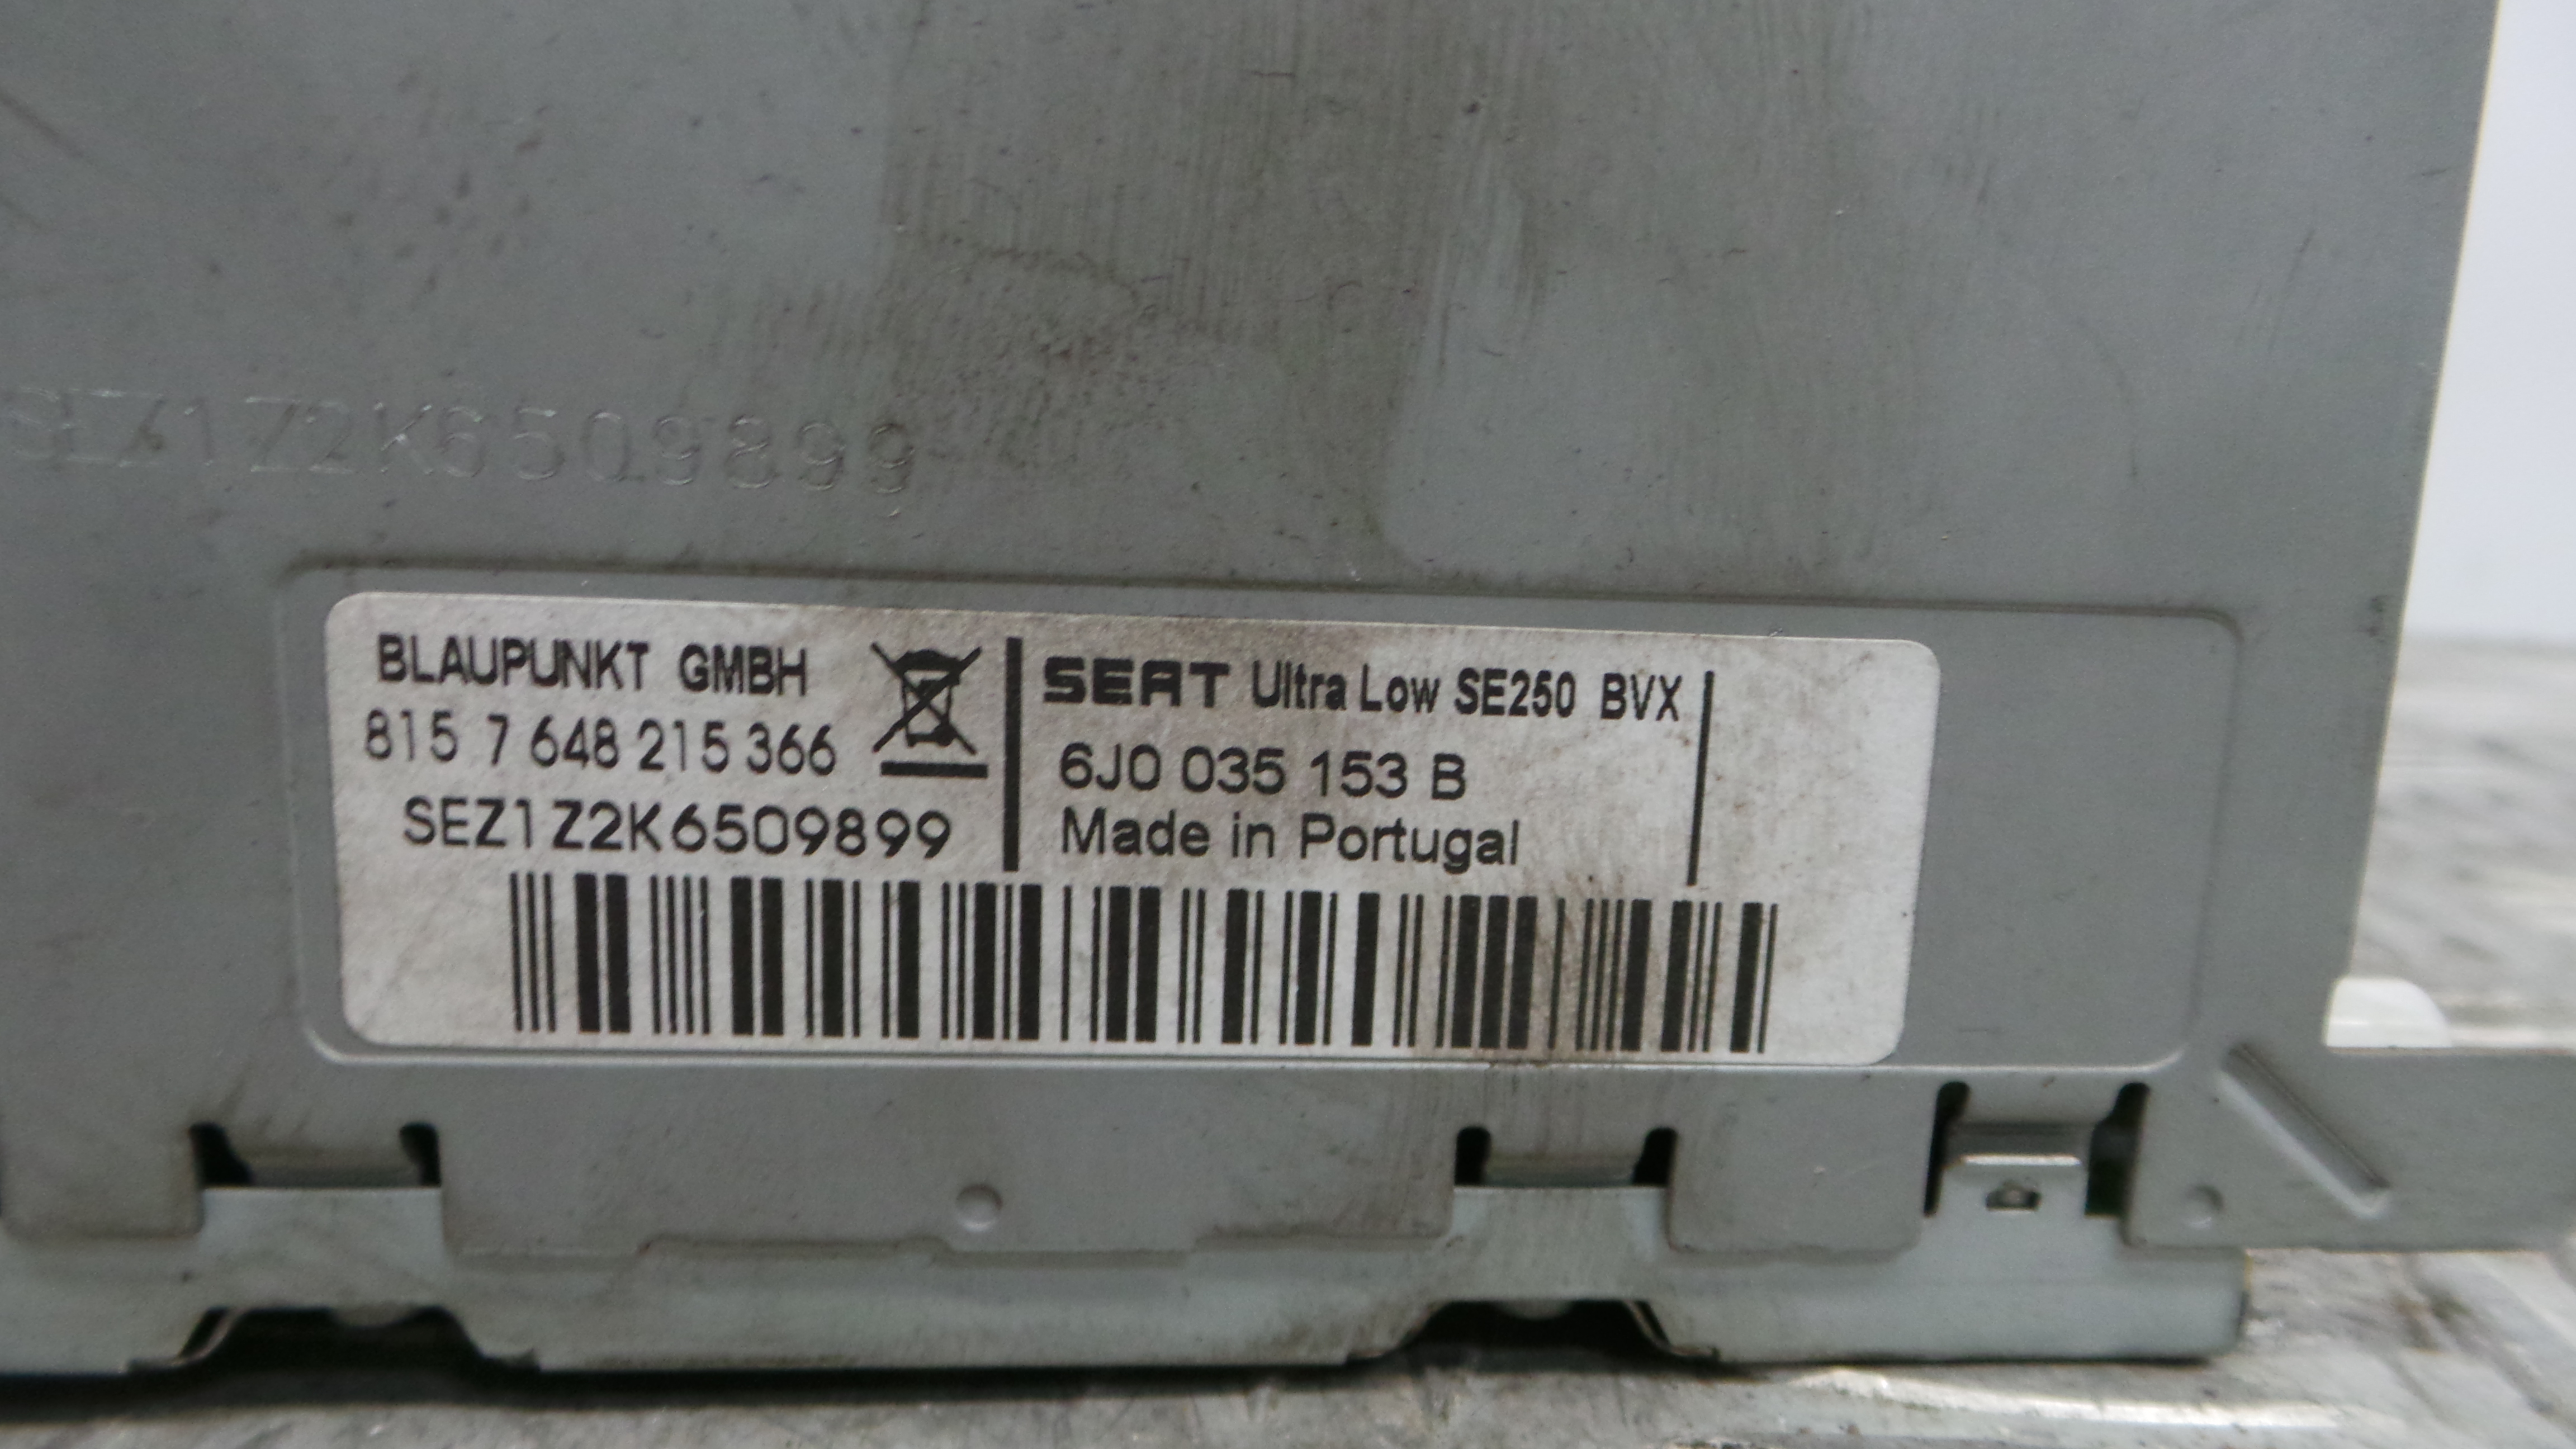 SEZ1Z2K6509899
BLAUPUNKT GMBH
815 7 648 215 366
SEZ1Z2K6509899
SEAT Ultra Low SE250 BVX
6J0 035 153 B
Made in Portugal